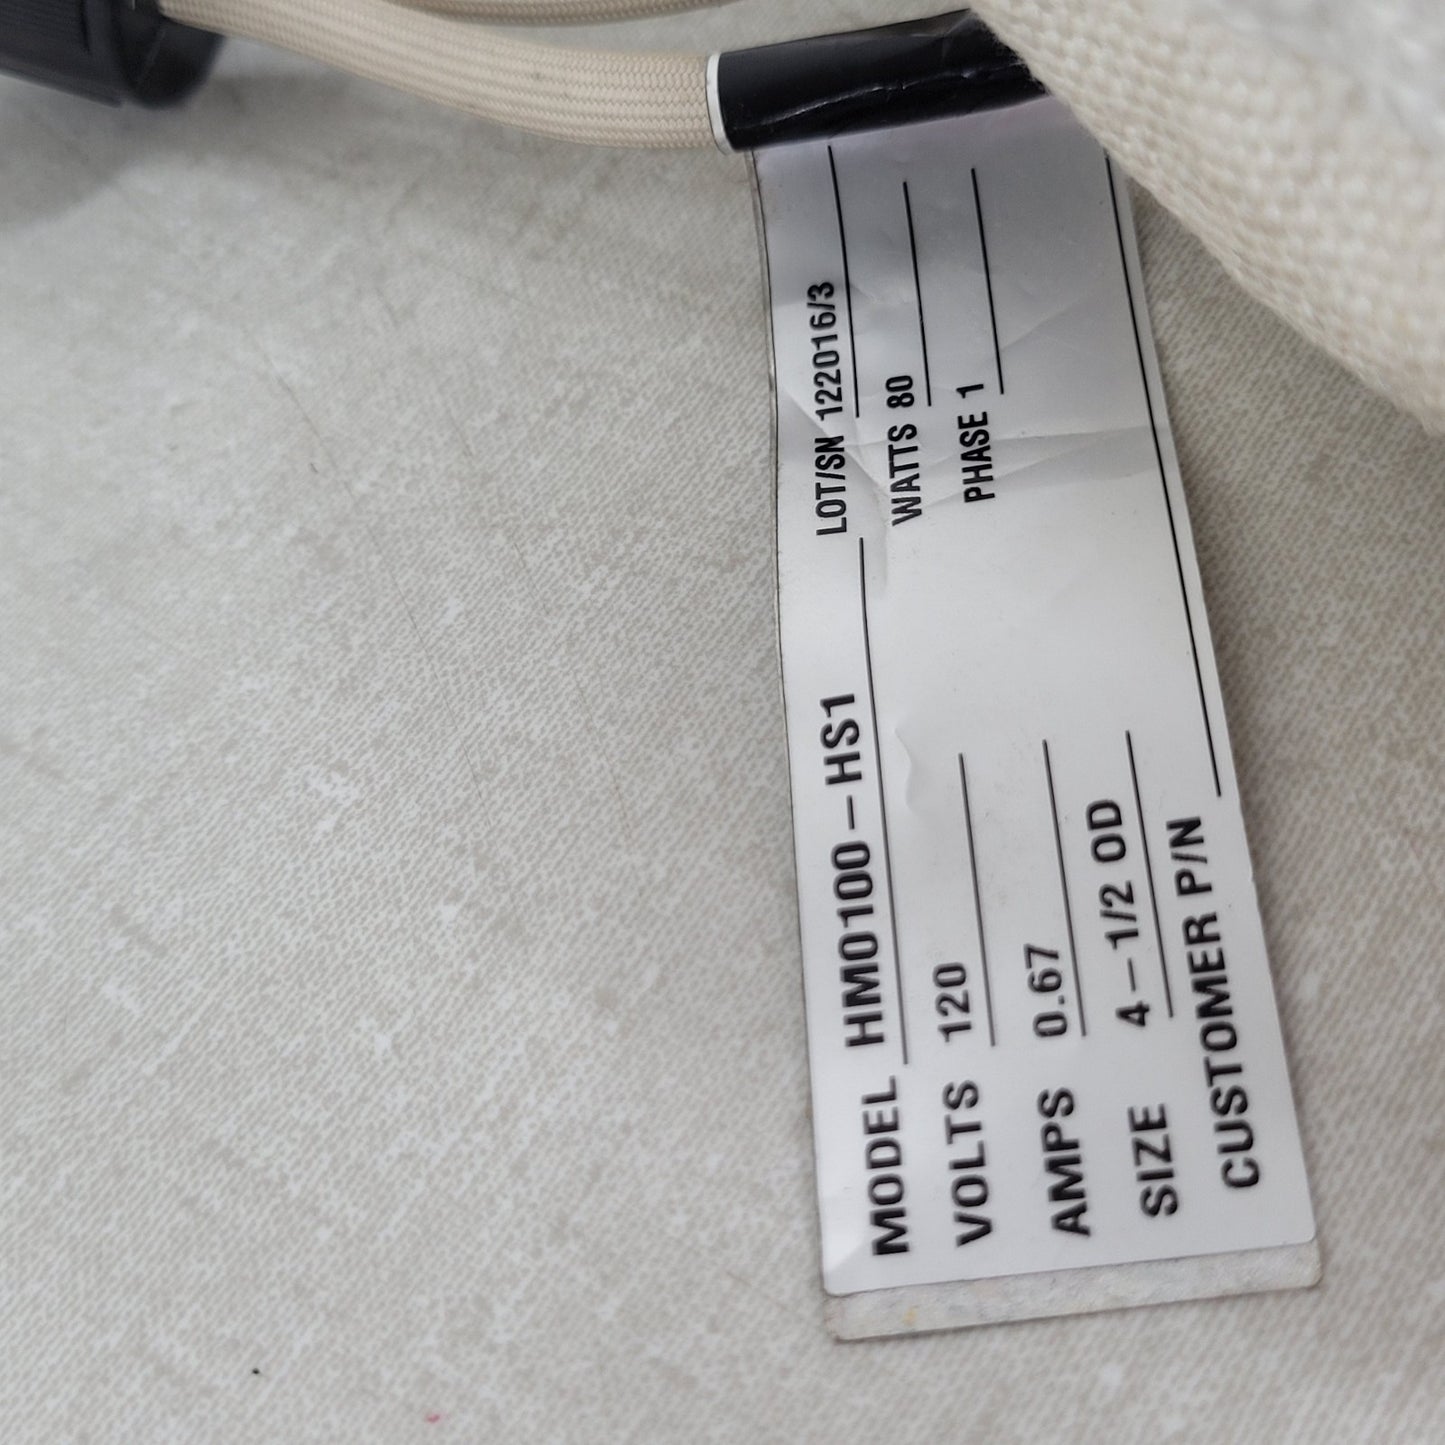 MODEL HM0100-HS1 LOT/SN 122016/3
VOLTS 120 WATTS 80
AMPS 0.67 PHASE 1
SIZE 4-1/2 OD
CUSTOMER P/N